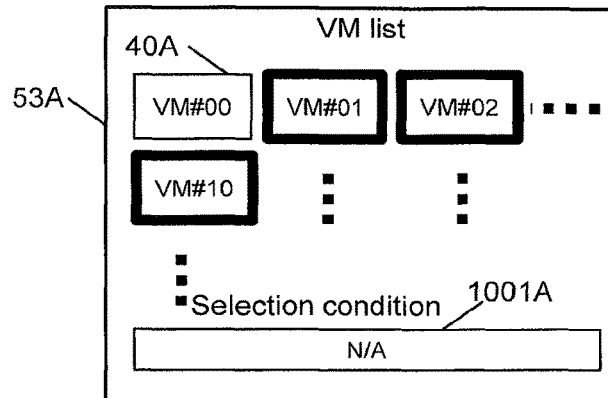 VM list
40A
53A
VM#00 VM#01 VM#02
VM#10
Selection condition 1001A
N/A